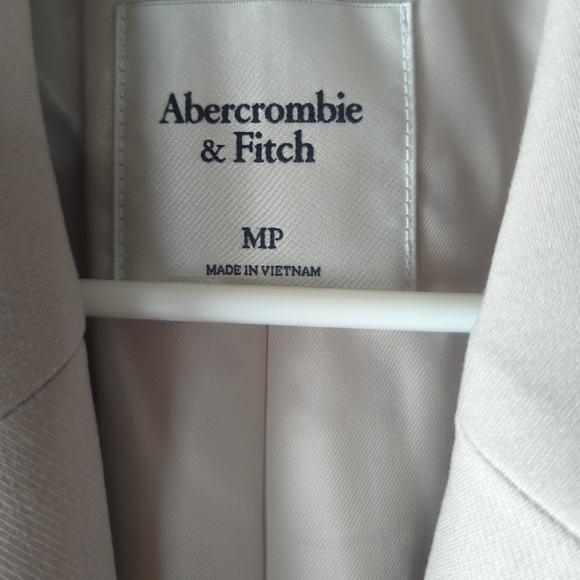 Abercrombie
& Fitch
MP
MADE IN VIETNAM